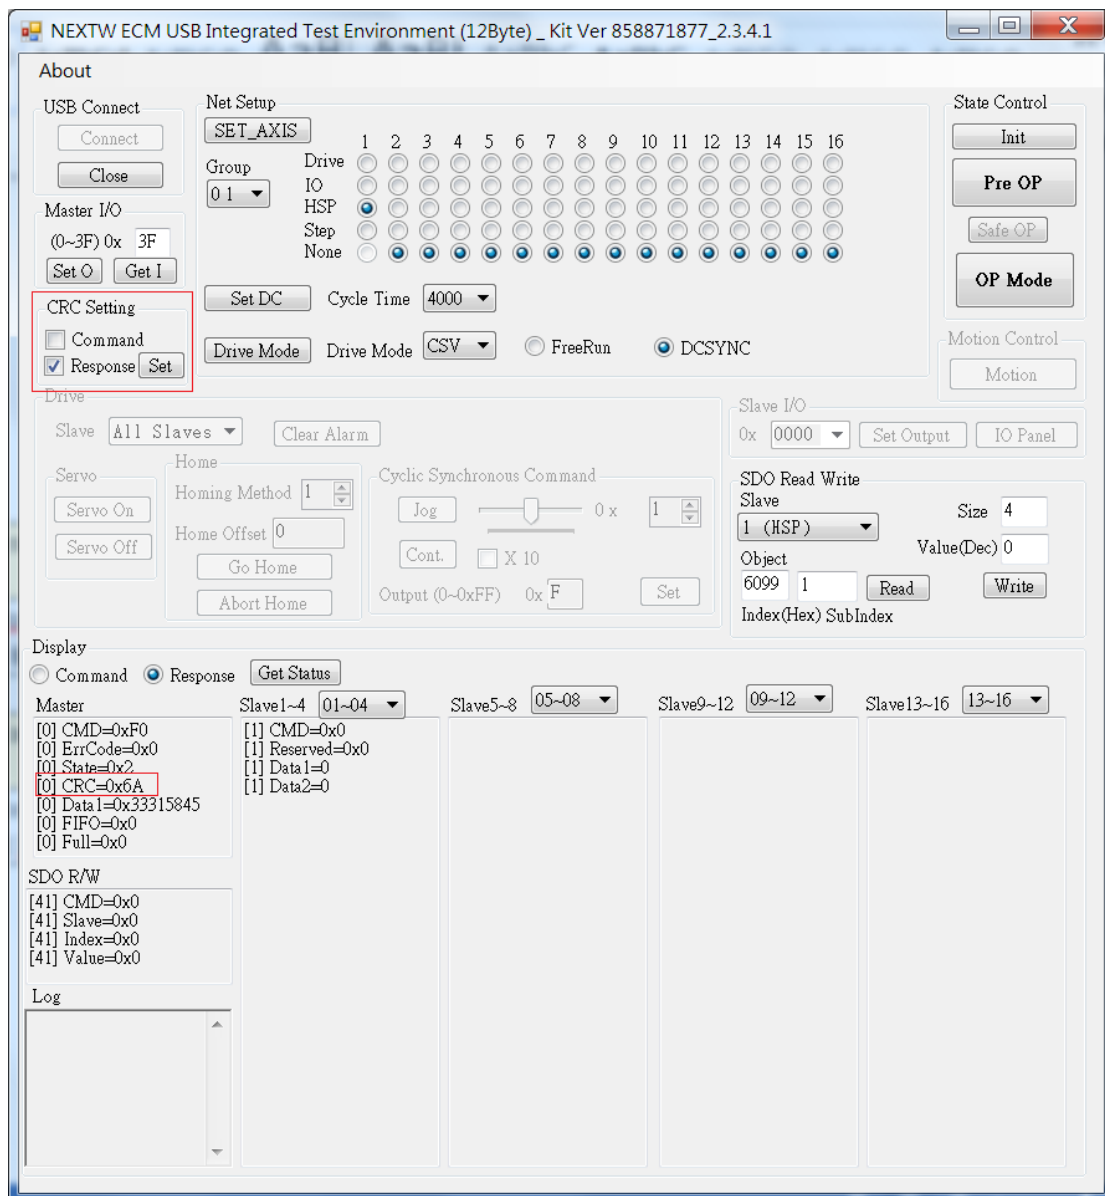 NEXTW ECM USB Integrated Test Environment (12Byte) _ Kit Ver 858871877_2.3.4.1
About
USB Connect
Connect
Close
Master I/O
(0~3F) 0x 3F
Set O Get I
CRC Setting
Command
Response Set
Net Setup
SET_AXIS
Group
0 1
1 2 3 4 5 6 7 8 9 10 11 12 13 14 15 16
Drive
IO
HSP
Step
None
Set DC Cycle Time 4000
Drive Mode Drive Mode CSV FreeRun DCSYNC
State Control
Init
Pre OP
Safe OP
OP Mode
Motion Control
Motion
Drive
Slave All Slaves Clear Alarm
Servo
Servo On
Servo Off
Home
Homing Method 1
Home Offset 0
Go Home
Abort Home
Cyclic Synchronous Command
Jog 0 x 1
Cont. X 10
Output (0~0xFF) 0x F Set
Slave I/O
0x 0000 Set Output IO Panel
SDO Read Write
Slave
1 (HSP)
Size 4
Value(Dec) 0
Object
6099 1 Read Write
Index(Hex) SubIndex
Display
Command Response Get Status
Master
[0] CMD=0xF0
[0] ErrCode=0x0
[0] State=0x2
[0] CRC=0x6A
[0] Data1=0x33315845
[0] FIFO=0x0
[0] Full=0x0
SDO R/W
[41] CMD=0x0
[41] Slave=0x0
[41] Index=0x0
[41] Value=0x0
Log
Slave1~4 01~04
[1] CMD=0x0
[1] Reserved=0x0
[1] Data1=0
[1] Data2=0
Slave5~8 05~08
Slave9~12 09~12
Slave13~16 13~16